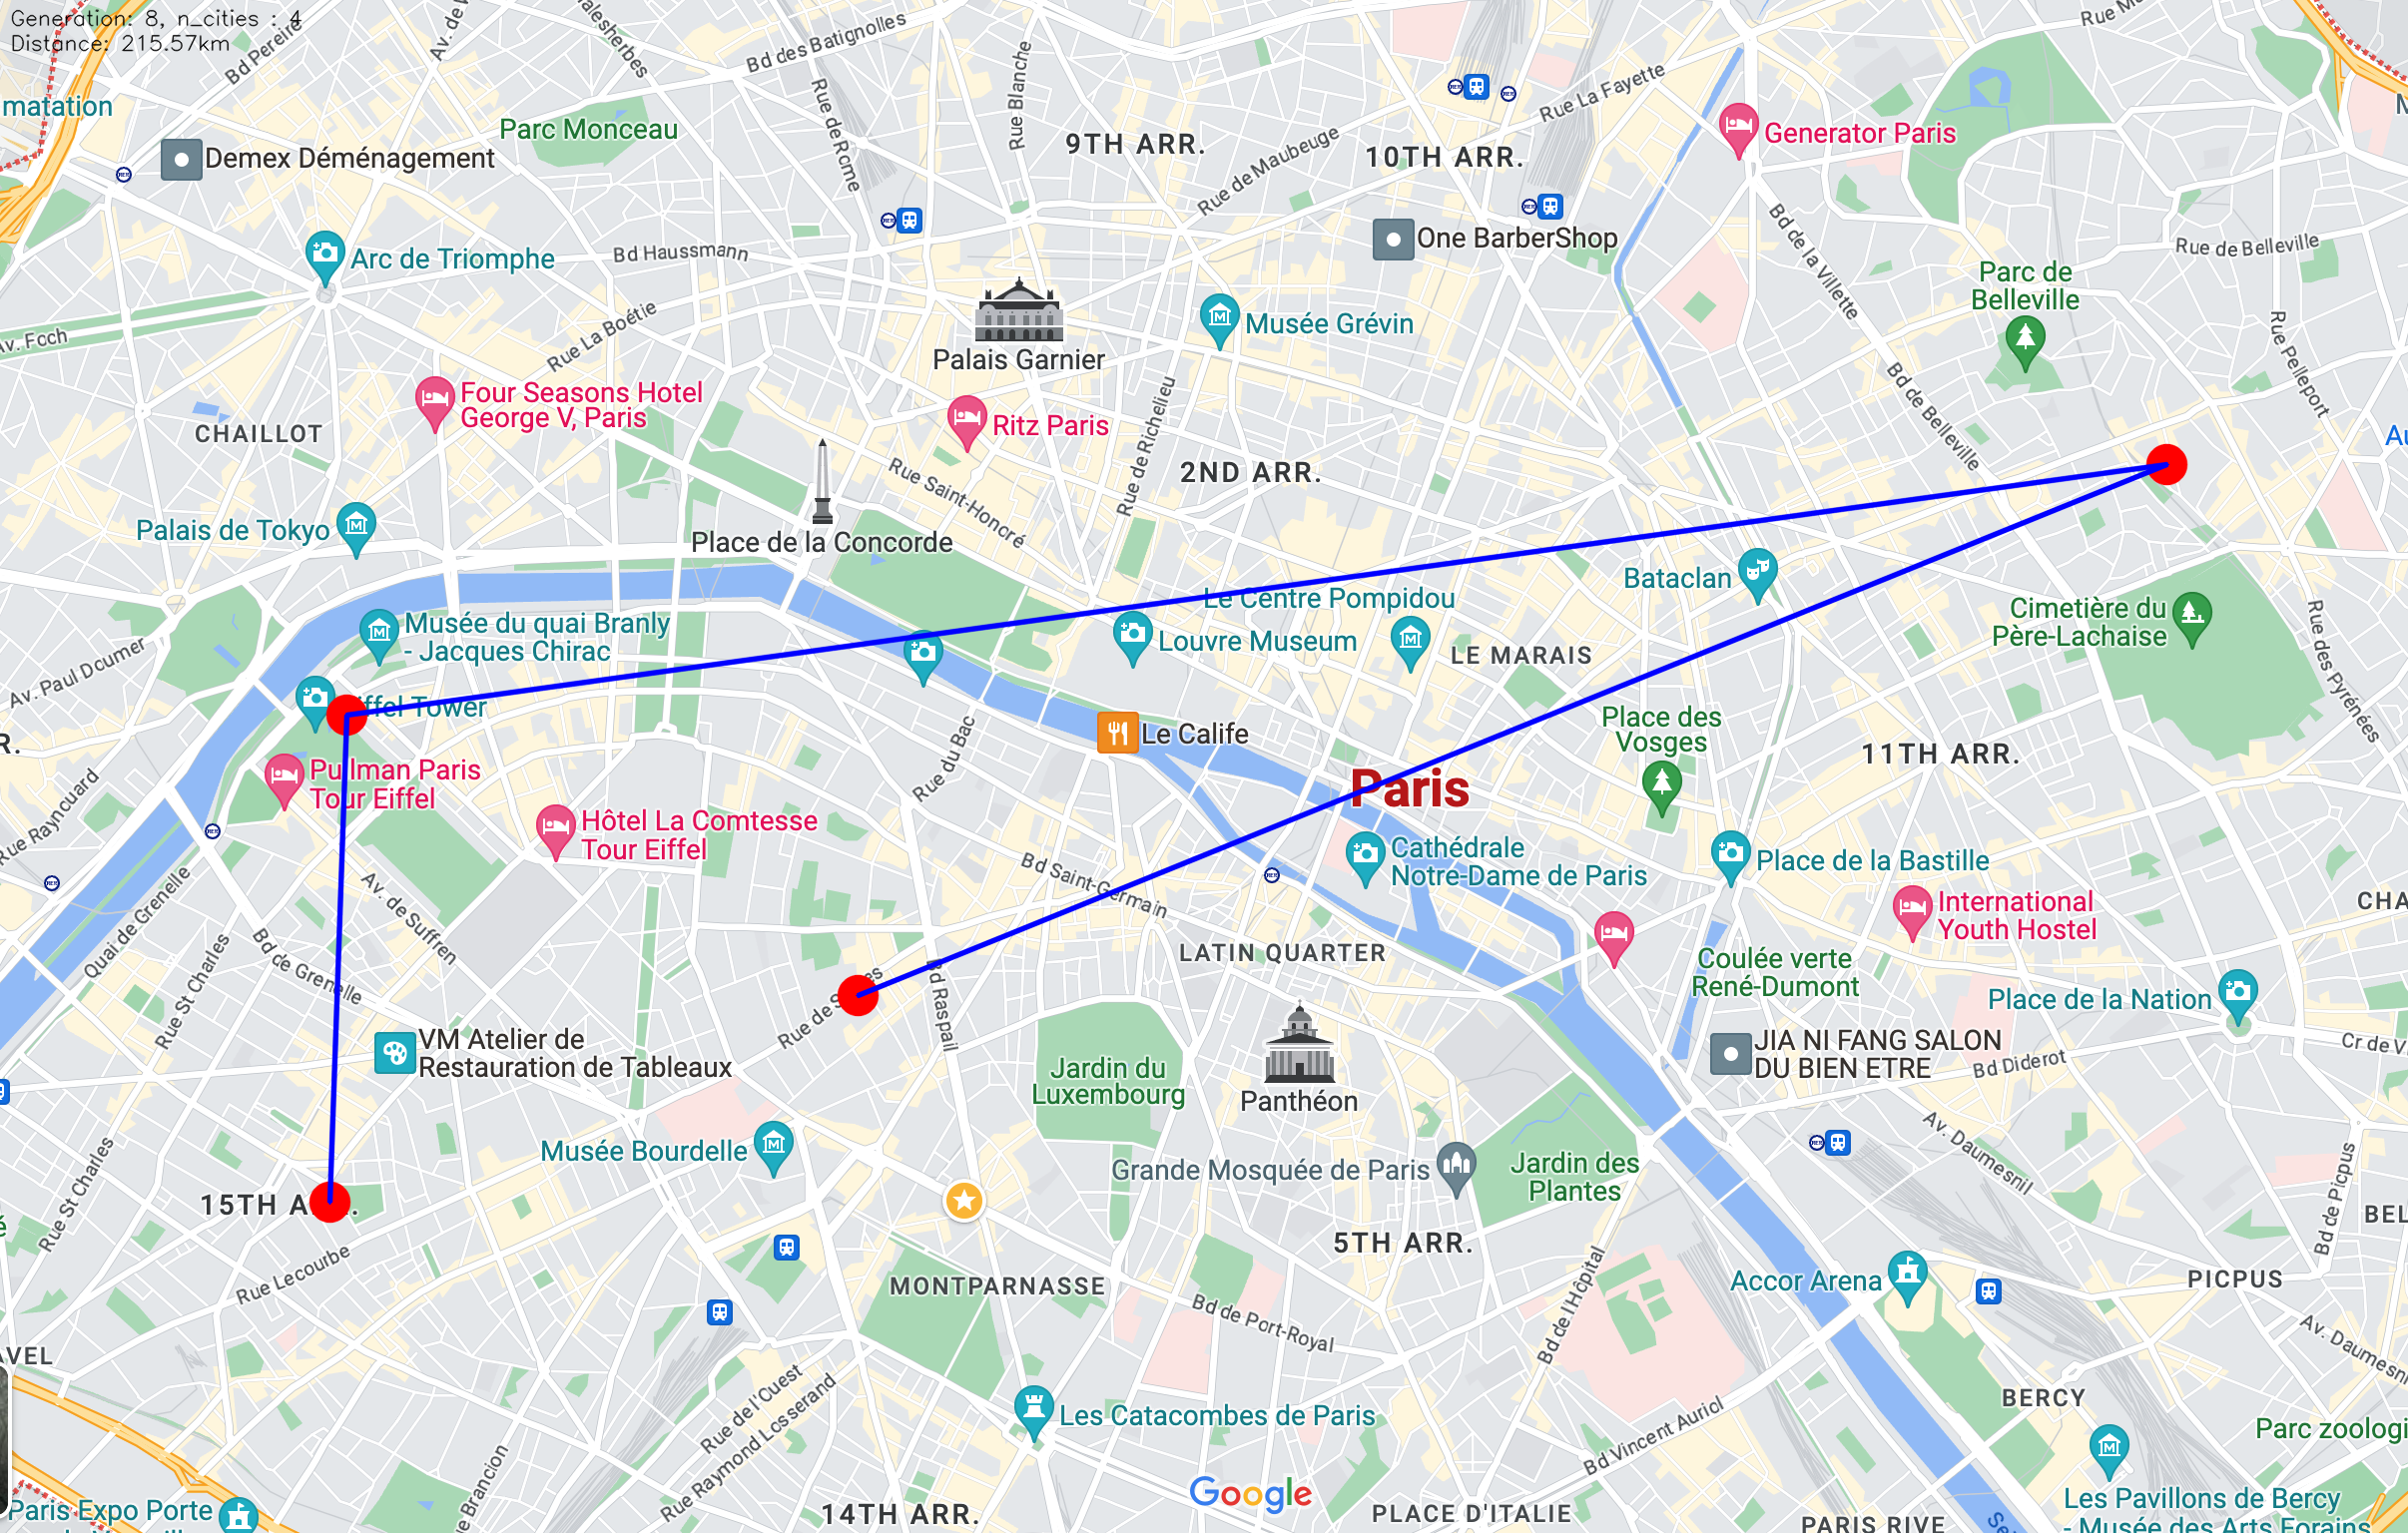 Generation: 8, n_cities : 4
Distance: 215.57km
Bd Pereire
Bd des Batignolles
Rue Blanche
Rue de Rome
Rue La Fayette
matation
Parc Monceau
9TH ARR.
10TH ARR.
Rue de Maubeuge
Generator Paris
Demex Déménagement
Arc de Triomphe
Bd Haussmann
One BarberShop
Bd de la Villette
Rue de Belleville
Parc de
Belleville
Av. Foch
Rue La Boétie
Palais Garnier
Musée Grévin
Rue Pelleport
Four Seasons Hotel
George V, Paris
CHAILLOT
Ritz Paris
Rue de Richelieu
Bd de Belleville
2ND ARR.
Rue Saint-Honoré
Palais de Tokyo
Place de la Concorde
Le Centre Pompidou
Bataclan
Cimetière du
Père-Lachaise
Musée du quai Branly
- Jacques Chirac
Louvre Museum
LE MARAIS
Av. Paul Doumer
Rue des Pyrénées
iffel Tower
Place des
Vosges
R.
Le Calife
11TH ARR.
Rue du Bac
Pullman Paris
Tour Eiffel
Paris
Rue Raynouard
Hôtel La Comtesse
Tour Eiffel
Cathédrale
Notre-Dame de Paris
Place de la Bastille
Bd Saint-Germain
Quai de Grenelle
Av. de Suffren
International
Youth Hostel
CHA
Rue St Charles
Bd de Grenelle
LATIN QUARTER
Coulée verte
René-Dumont
Bd Raspail
Rue de S
es
Place de la Nation
VM Atelier de
Restauration de Tableaux
JIA NI FANG SALON
DU BIEN ETRE
Cr de V
Bd Diderot
Jardin du
Luxembourg
Panthéon
Musée Bourdelle
Grande Mosquée de Paris
Jardin des
Plantes
Av. Daumesnil
Rue St Charles
Bd de Picpus
15TH A
BEL
5TH ARR.
Rue Lecourbe
MONTPARNASSE
Bd de Port-Royal
Bd de l'Hôpital
Accor Arena
PICPUS
Av. Daumesni
AVEL
BERCY
Rue de l'Ouest
Rue Raymond Losserand
Les Catacombes de Paris
Bd Vincent Auriol
Parc zoologi
e Brancion
Google
Paris Expo Porte
14TH ARR.
PLACE D'ITALIE
PARIS RIVE
Les Pavillons de Bercy
- Musée des Arts Forains